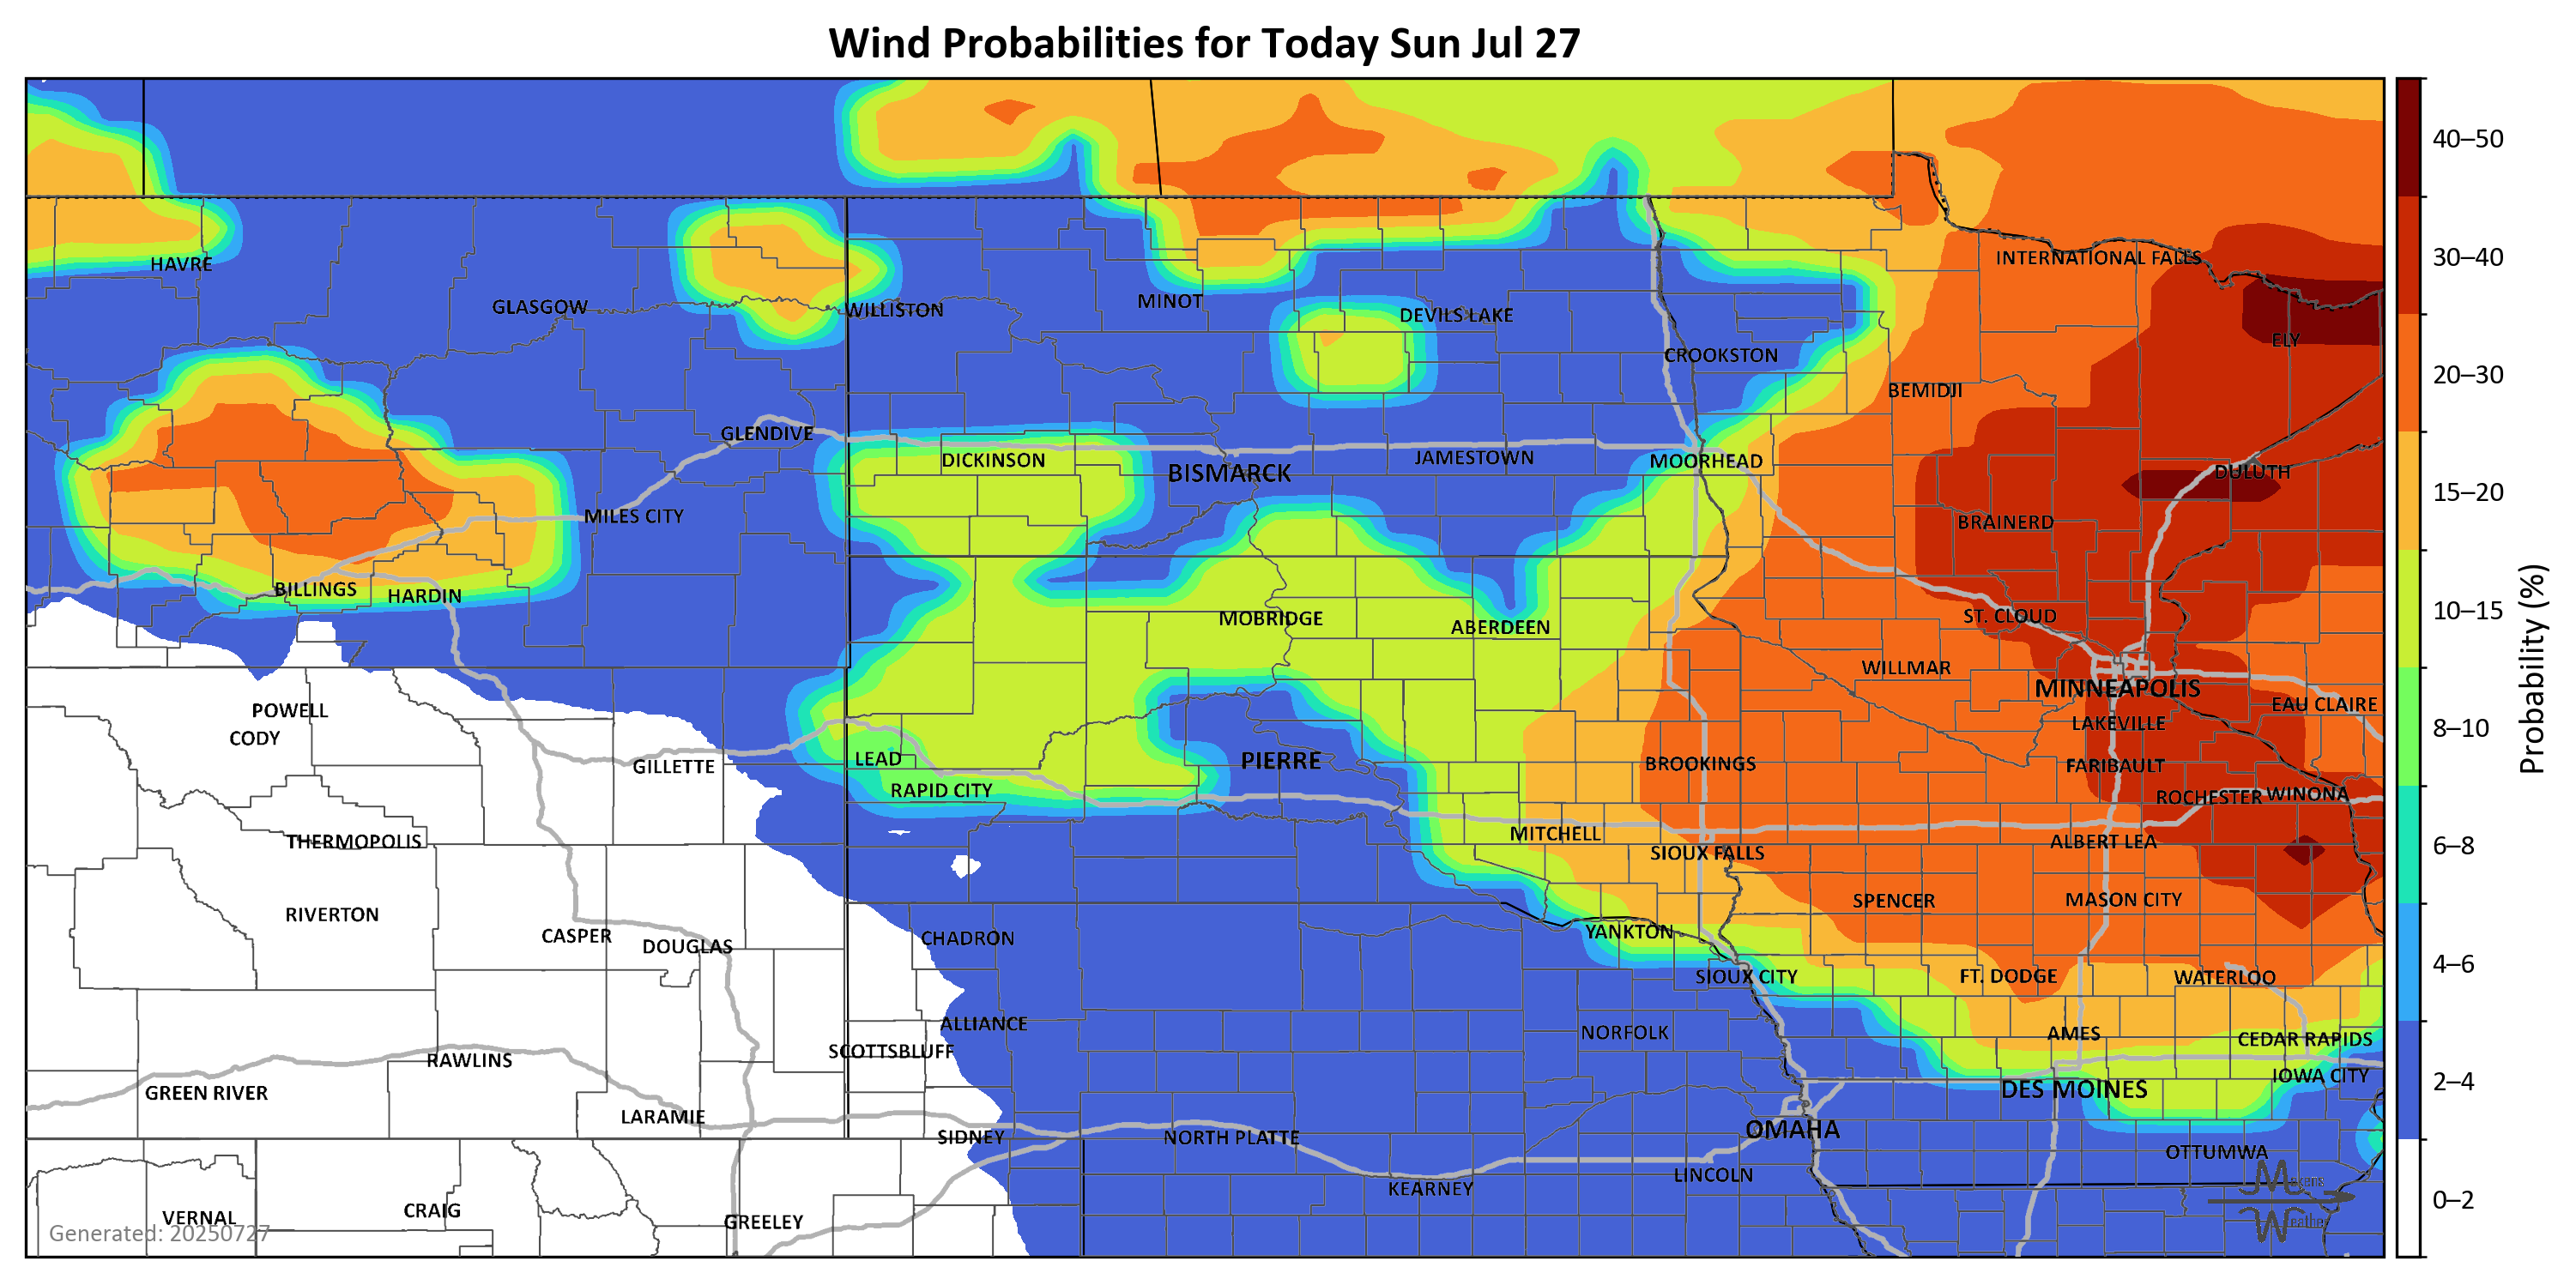 Wind Probabilities for Today Sun Jul 27
HAVRE
GLASGOW
WILLISTON
MINOT
DEVILS LAKE
CROOKSTON
INTERNATIONAL FALLS
ELY
BEMIDJI
GLENDIVE
DICKINSON
BISMARCK
JAMESTOWN
MOORHEAD
DULUTH
MILES CITY
BRAINERD
BILLINGS
HARDIN
MOBRIDGE
ABERDEEN
ST. CLOUD
WILLMAR
MINNEAPOLIS
POWELL
CODY
EAU CLAIRE
LAKEVILLE
GILLETTE
LEAD
PIERRE
BROOKINGS
FARIBAULT
RAPID CITY
ROCHESTER
WINONA
THERMOPOLIS
MITCHELL
SIOUX FALLS
ALBERT LEA
RIVERTON
SPENCER
MASON CITY
CASPER
DOUGLAS
CHADRON
YANKTON
SIOUX CITY
FT. DODGE
WATERLOO
ALLIANCE
NORFOLK
AMES
CEDAR RAPIDS
SCOTTSBLUFF
RAWLINS
GREEN RIVER
DES MOINES
IOWA CITY
LARAMIE
SIDNEY
NORTH PLATTE
OMAHA
OTTUMWA
LINCOLN
KEARNEY
VERNAL
CRAIG
GREELEY
Generated: 20250727
40–50
30–40
20–30
15–20
10–15
8–10
6–8
4–6
2–4
0–2
Probability (%)